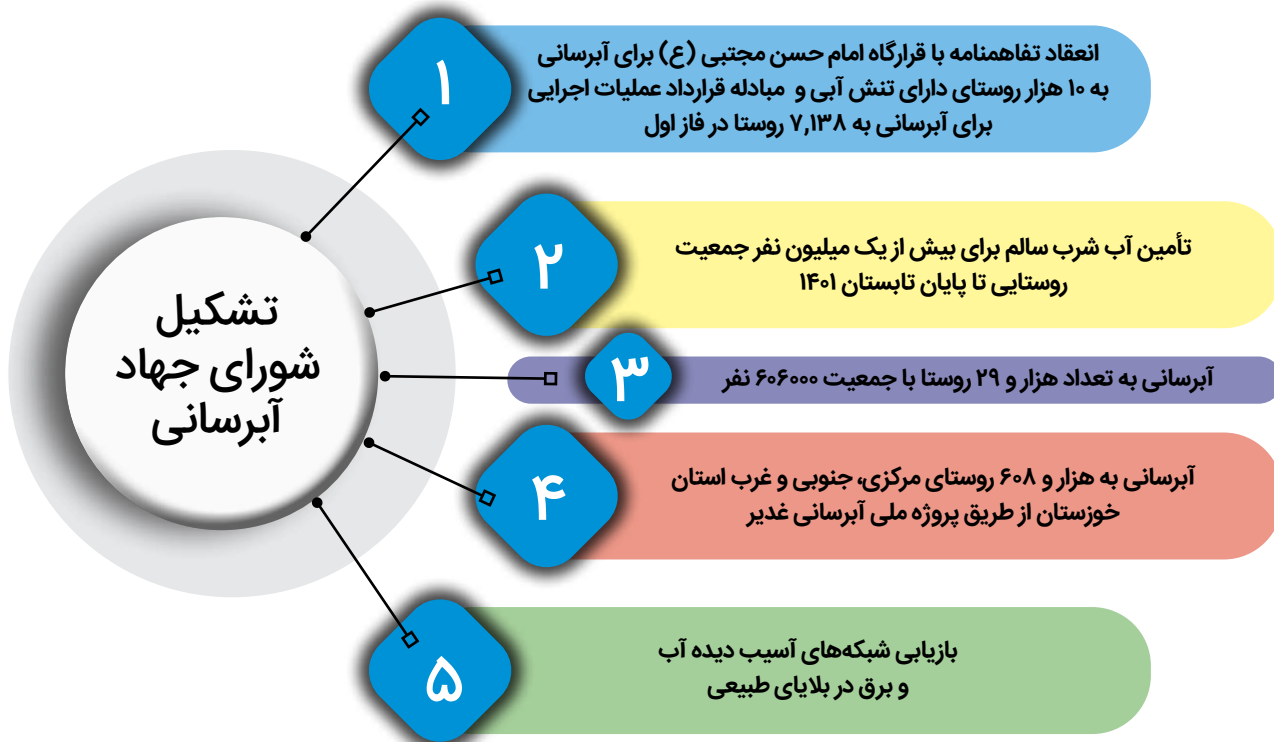 تشکیل
شورای جهاد
آبرسانی
۱
انعقاد تفاهمنامه با قرارگاه امام حسن مجتبی (ع) برای آبرسانی
به ۱۰ هزار روستای دارای تنش آبی و مبادله قرارداد عملیات اجرایی
برای آبرسانی به ۷,۱۳۸ روستا در فاز اول
۲
تأمین آب شرب سالم برای بیش از یک میلیون نفر جمعیت
روستایی تا پایان تابستان ۱۴۰۱
۳
آبرسانی به تعداد هزار و ۲۹ روستا با جمعیت ۶۰۶۰۰۰ نفر
۴
آبرسانی به هزار و ۶۰۸ روستای مرکزی، جنوبی و غرب استان
خوزستان از طریق پروژه ملی آبرسانی غدیر
۵
بازیابی شبکه‌های آسیب دیده آب
و برق در بلایای طبیعی